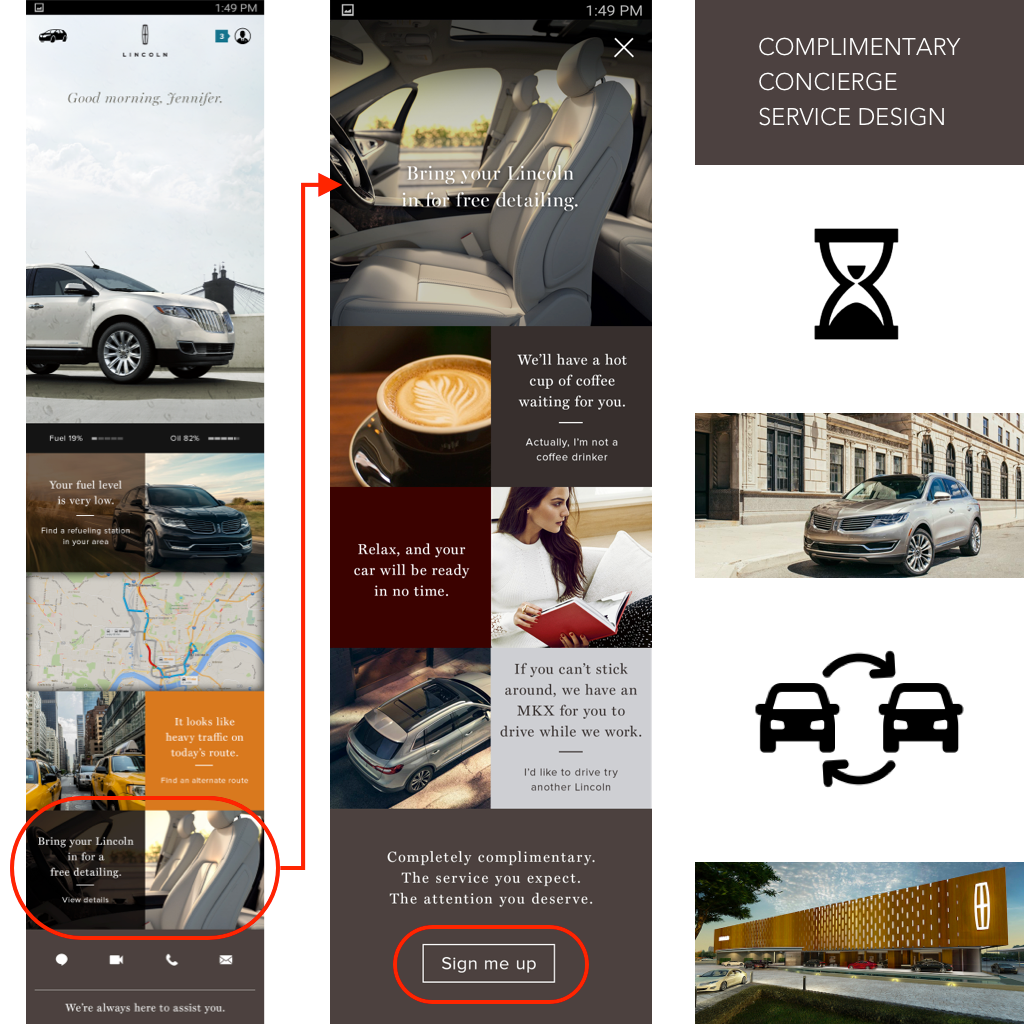 1:49 PM
LINCOLN
3
Good morning, Jennifer.
Fuel 19%
Oil 82%
Your fuel level
is very low.
Find a refueling station
in your area
It looks like
heavy traffic on
today's route.
Find an alternate route
Bring your Lincoln
in for a
free detailing.
View details
We're always here to assist you.
1:49 PM
Bring your Lincoln
in for free detailing.
We'll have a hot
cup of coffee
waiting for you.
Actually, I'm not a
coffee drinker
Relax, and your
car will be ready
in no time.
If you can't stick
around, we have an
MKX for you to
drive while we work.
I'd like to drive try
another Lincoln
Completely complimentary.
The service you expect.
The attention you deserve.
Sign me up
COMPLIMENTARY
CONCIERGE
SERVICE DESIGN